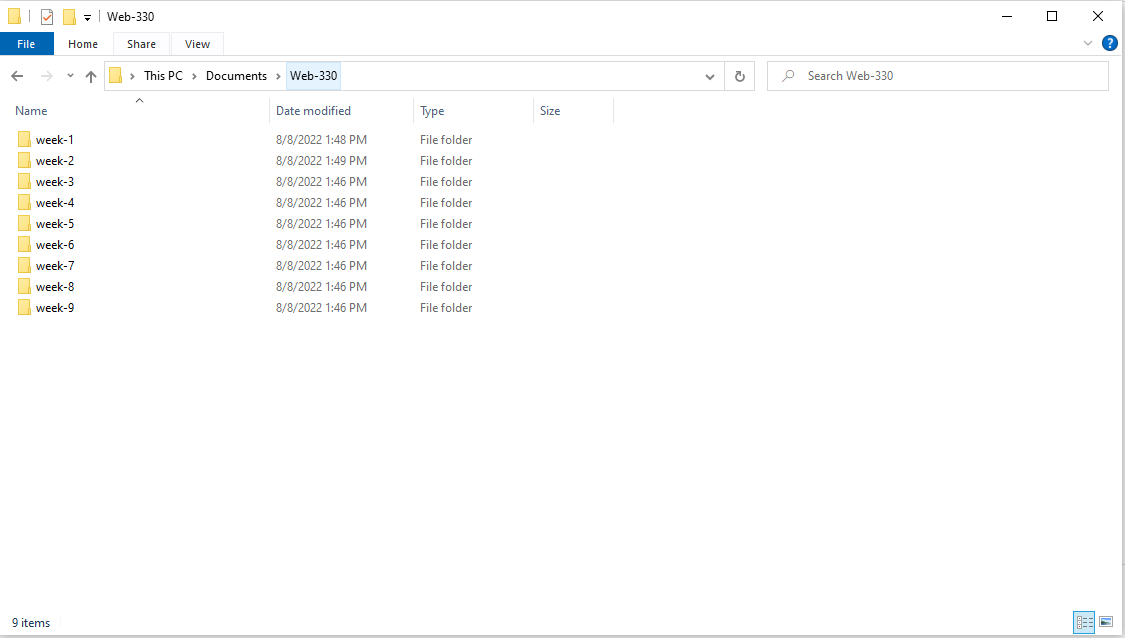 Web-330
File Home Share View
?
This PC Documents Web-330 Search Web-330
Name Date modified Type Size
week-1 8/8/2022 1:48 PM File folder
week-2 8/8/2022 1:49 PM File folder
week-3 8/8/2022 1:46 PM File folder
week-4 8/8/2022 1:46 PM File folder
week-5 8/8/2022 1:46 PM File folder
week-6 8/8/2022 1:46 PM File folder
week-7 8/8/2022 1:46 PM File folder
week-8 8/8/2022 1:46 PM File folder
week-9 8/8/2022 1:46 PM File folder
9 items